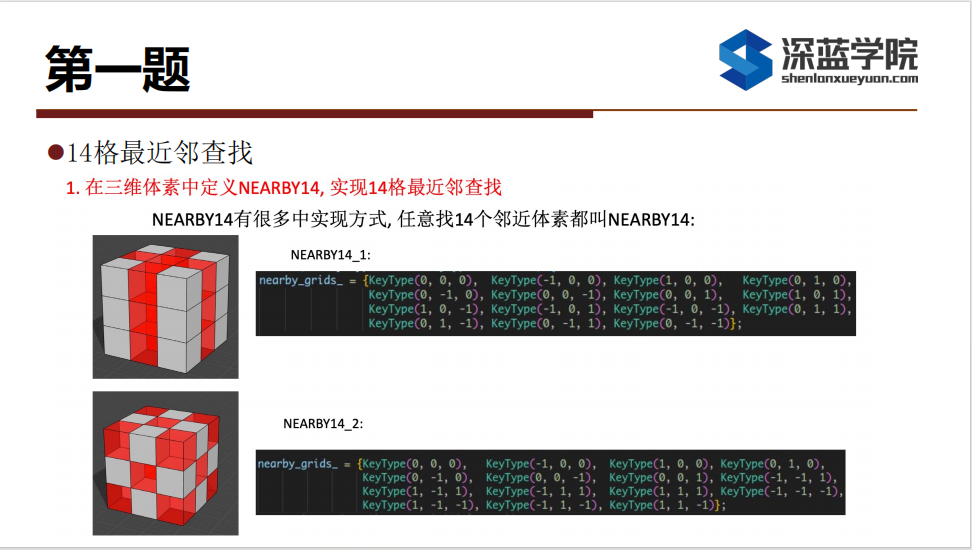 第一题
深蓝学院
shenlanxueyuan.com
14格最近邻查找
1. 在三维体素中定义NEARBY14, 实现14格最近邻查找
NEARBY14有很多中实现方式, 任意找14个邻近体素都叫NEARBY14:
NEARBY14_1:
nearby_grids_ = {KeyType(0, 0, 0), KeyType(-1, 0, 0), KeyType(1, 0, 0), KeyType(0, 1, 0),
KeyType(0, -1, 0), KeyType(0, 0, -1), KeyType(0, 0, 1), KeyType(1, 0, 1),
KeyType(1, 0, -1), KeyType(-1, 0, 1), KeyType(-1, 0, -1), KeyType(0, 1, 1),
KeyType(0, 1, -1), KeyType(0, -1, 1), KeyType(0, -1, -1)};
NEARBY14_2:
nearby_grids_ = {KeyType(0, 0, 0), KeyType(-1, 0, 0), KeyType(1, 0, 0), KeyType(0, 1, 0),
KeyType(0, -1, 0), KeyType(0, 0, -1), KeyType(0, 0, 1), KeyType(-1, -1, 1),
KeyType(1, -1, 1), KeyType(-1, 1, 1), KeyType(1, 1, 1), KeyType(-1, -1, -1),
KeyType(1, -1, -1), KeyType(-1, 1, -1), KeyType(1, 1, -1)};